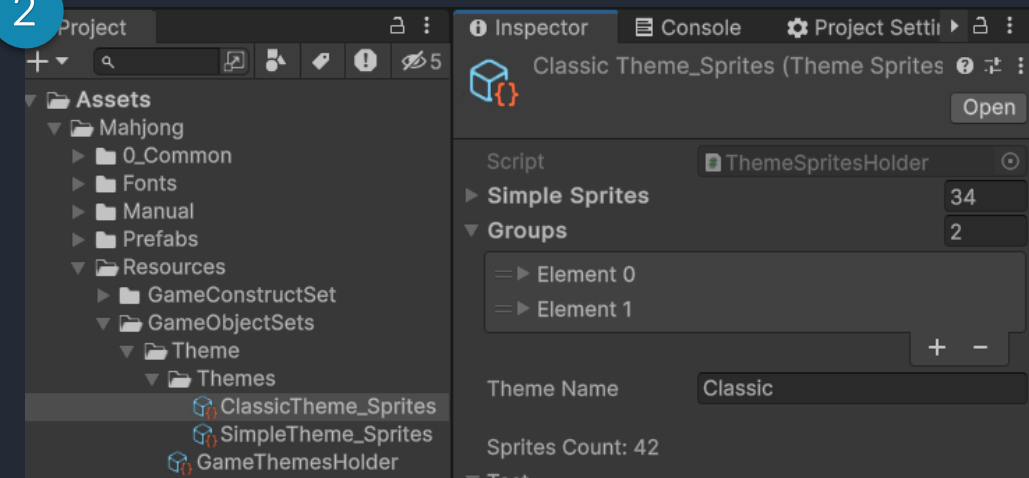 2
Project
5
Assets
Mahjong
0_Common
Fonts
Manual
Prefabs
Resources
GameConstructSet
GameObjectSets
Theme
Themes
ClassicTheme_Sprites
SimpleTheme_Sprites
GameThemesHolder
Inspector
Console
Project Settin
Classic Theme_Sprites (Theme Sprites
Open
Script
ThemeSpritesHolder
Simple Sprites
34
Groups
2
Element 0
Element 1
Theme Name
Classic
Sprites Count: 42